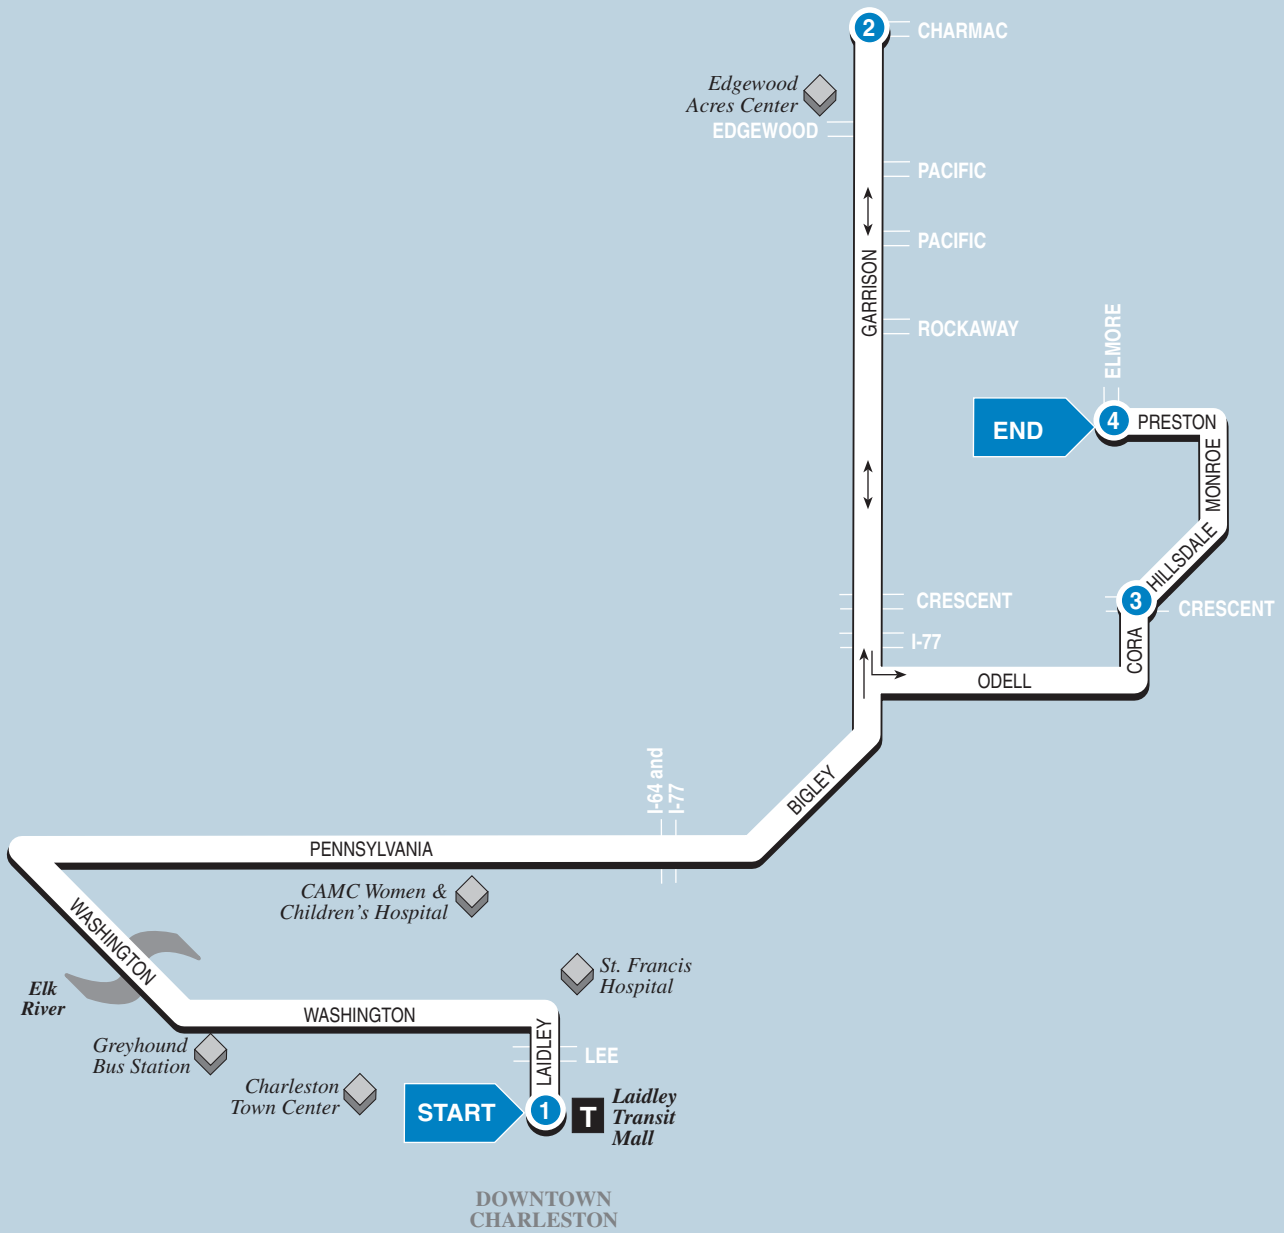 2
CHARMAC
Edgewood
Acres Center
EDGEWOOD
PACIFIC
PACIFIC
GARRISON
ROCKAWAY
ELMORE
END
4
PRESTON
MONROE
HILLSDALE
3
CRESCENT
CRESCENT
I-77
CORA
ODELL
I-64 and
I-77
BIGLEY
PENNSYLVANIA
CAMC Women &
Children's Hospital
WASHINGTON
St. Francis
Hospital
Elk
River
WASHINGTON
LAIDLEY
LEE
Greyhound
Bus Station
Charleston
Town Center
START
1
T
Laidley
Transit
Mall
DOWNTOWN
CHARLESTON